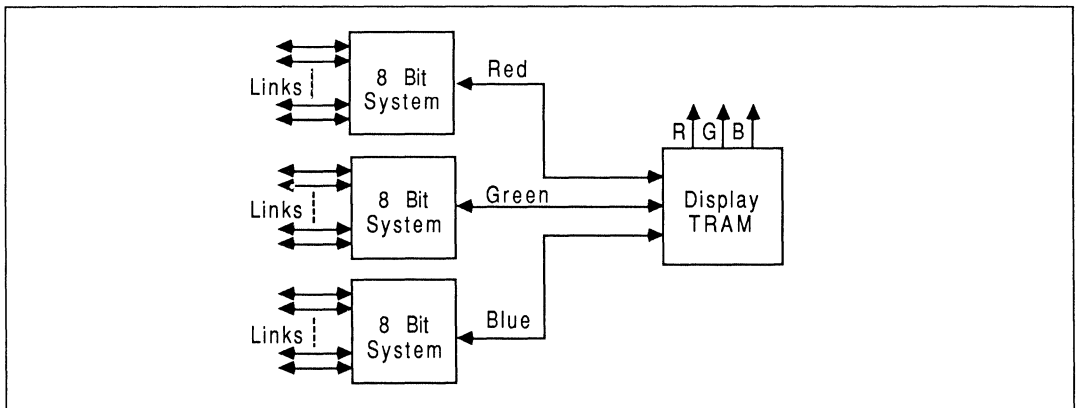 Links
8 Bit
System
Red
R G B
Links
8 Bit
System
Green
Display
TRAM
Links
8 Bit
System
Blue